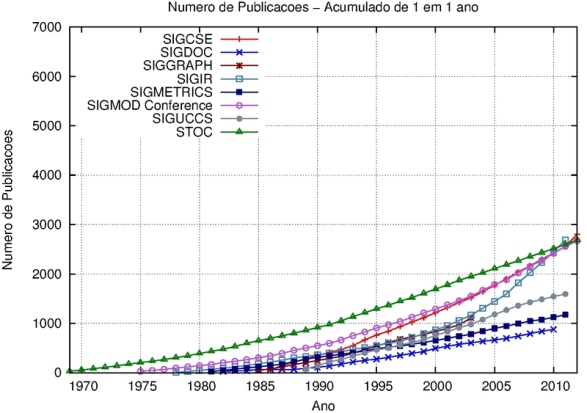 Numero de Publicacoes − Acumulado de 1 em 1 ano
7000
6000
5000
4000
3000
2000
1000
0
Numero de Publicacoes
SIGCSE
SIGDOC
SIGGRAPH
SIGIR
SIGMETRICS
SIGMOD Conference
SIGUCCS
STOC
1970 1975 1980 1985 1990 1995 2000 2005 2010
Ano